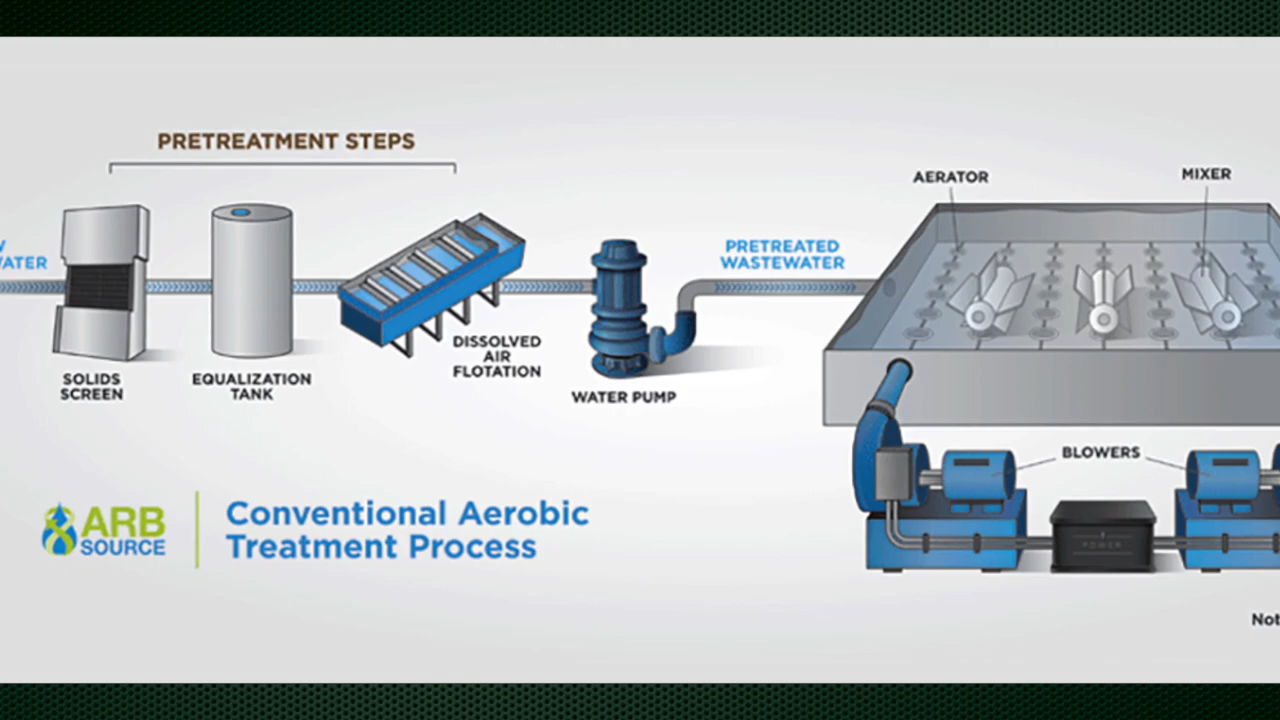 PRETREATMENT STEPS
AERATOR
MIXER
PRETREATED
WASTEWATER
DISSOLVED
AIR
FLOTATION
SOLIDS
SCREEN
EQUALIZATION
TANK
WATER PUMP
BLOWERS
POWER
ARB
SOURCE
Conventional Aerobic
Treatment Process